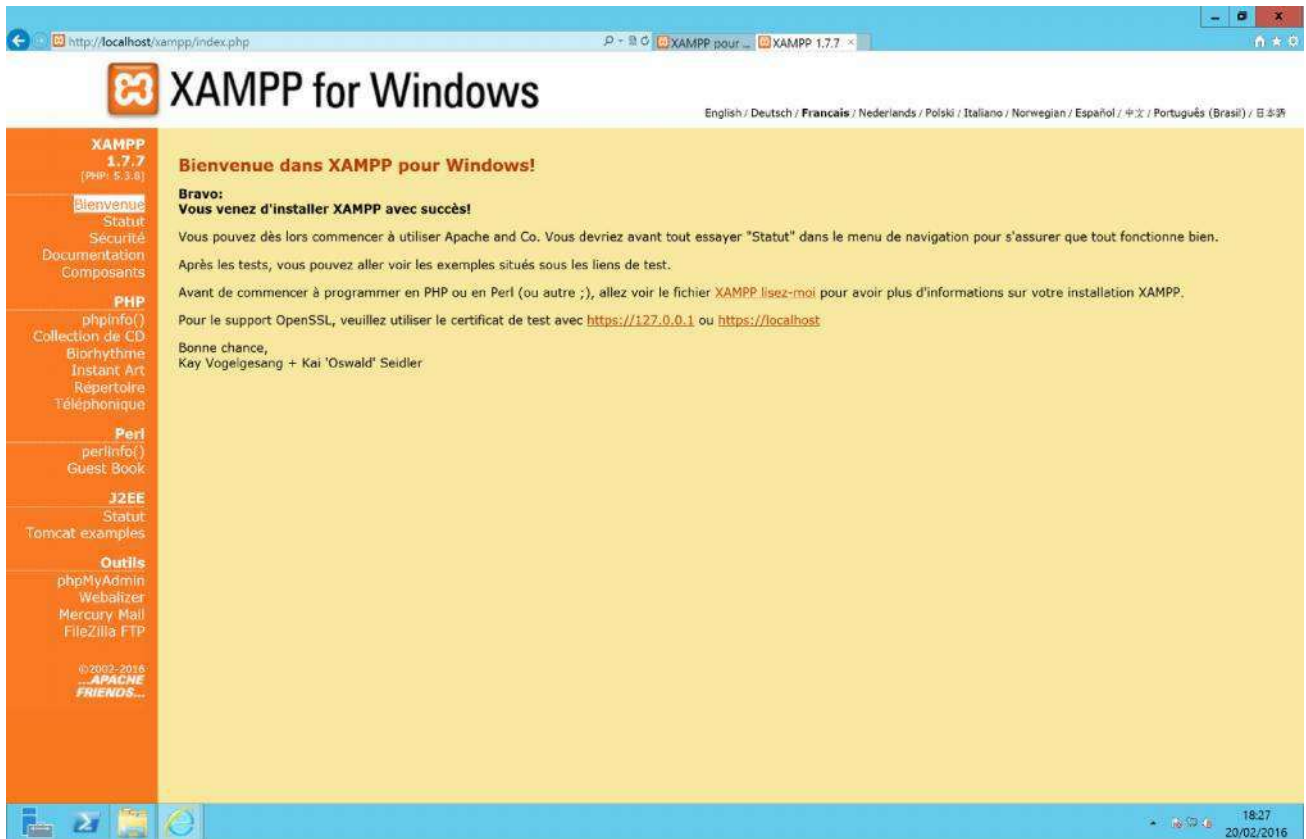 http://localhost/xampp/index.php
XAMPP pour ...
XAMPP 1.7.7
XAMPP for Windows
English / Deutsch / Francais / Nederlands / Polski / Italiano / Norwegian / Español / 中文 / Português (Brasil) / 日本語
XAMPP
1.7.7
[PHP: 5.3.8]
Bienvenue
Statut
Sécurité
Documentation
Composants
PHP
phpinfo()
Collection de CD
Biorhythme
Instant Art
Répertoire
Téléphonique
Perl
perlinfo()
Guest Book
J2EE
Statut
Tomcat examples
Outils
phpMyAdmin
Webalizer
Mercury Mail
FileZilla FTP
©2002-2016
...APACHE
FRIENDS...
Bienvenue dans XAMPP pour Windows!
Bravo:
Vous venez d'installer XAMPP avec succès!
Vous pouvez dès lors commencer à utiliser Apache and Co. Vous devriez avant tout essayer "Statut" dans le menu de navigation pour s'assurer que tout fonctionne bien.
Après les tests, vous pouvez aller voir les exemples situés sous les liens de test.
Avant de commencer à programmer en PHP ou en Perl (ou autre ;), allez voir le fichier XAMPP lisez-moi pour avoir plus d'informations sur votre installation XAMPP.
Pour le support OpenSSL, veuillez utiliser le certificat de test avec https://127.0.0.1 ou https://localhost
Bonne chance,
Kay Vogelgesang + Kai 'Oswald' Seidler
18:27
20/02/2016